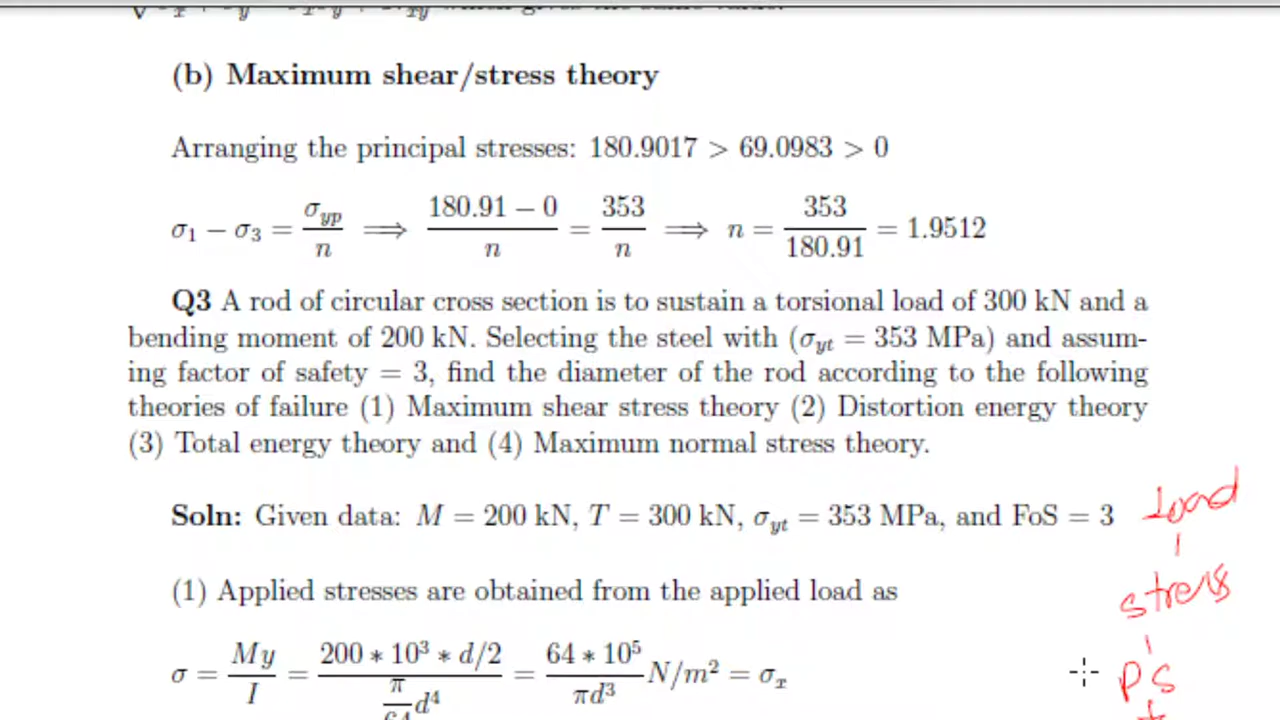 (b) Maximum shear/stress theory
Arranging the principal stresses: 180.9017 > 69.0983 > 0
σ₁ − σ₃ = σ_yp / n ⟹ (180.91 − 0) / n = 353 / n ⟹ n = 353 / 180.91 = 1.9512
Q3 A rod of circular cross section is to sustain a torsional load of 300 kN and a
bending moment of 200 kN. Selecting the steel with (σ_yt = 353 MPa) and assum-
ing factor of safety = 3, find the diameter of the rod according to the following
theories of failure (1) Maximum shear stress theory (2) Distortion energy theory
(3) Total energy theory and (4) Maximum normal stress theory.
Soln: Given data: M = 200 kN, T = 300 kN, σ_yt = 353 MPa, and FoS = 3
Load
stress
(1) Applied stresses are obtained from the applied load as
σ = My / I = (200 ∗ 10³ ∗ d/2) / (π/64 d⁴) = (64 ∗ 10⁵) / (πd³) N/m² = σ_x
PS